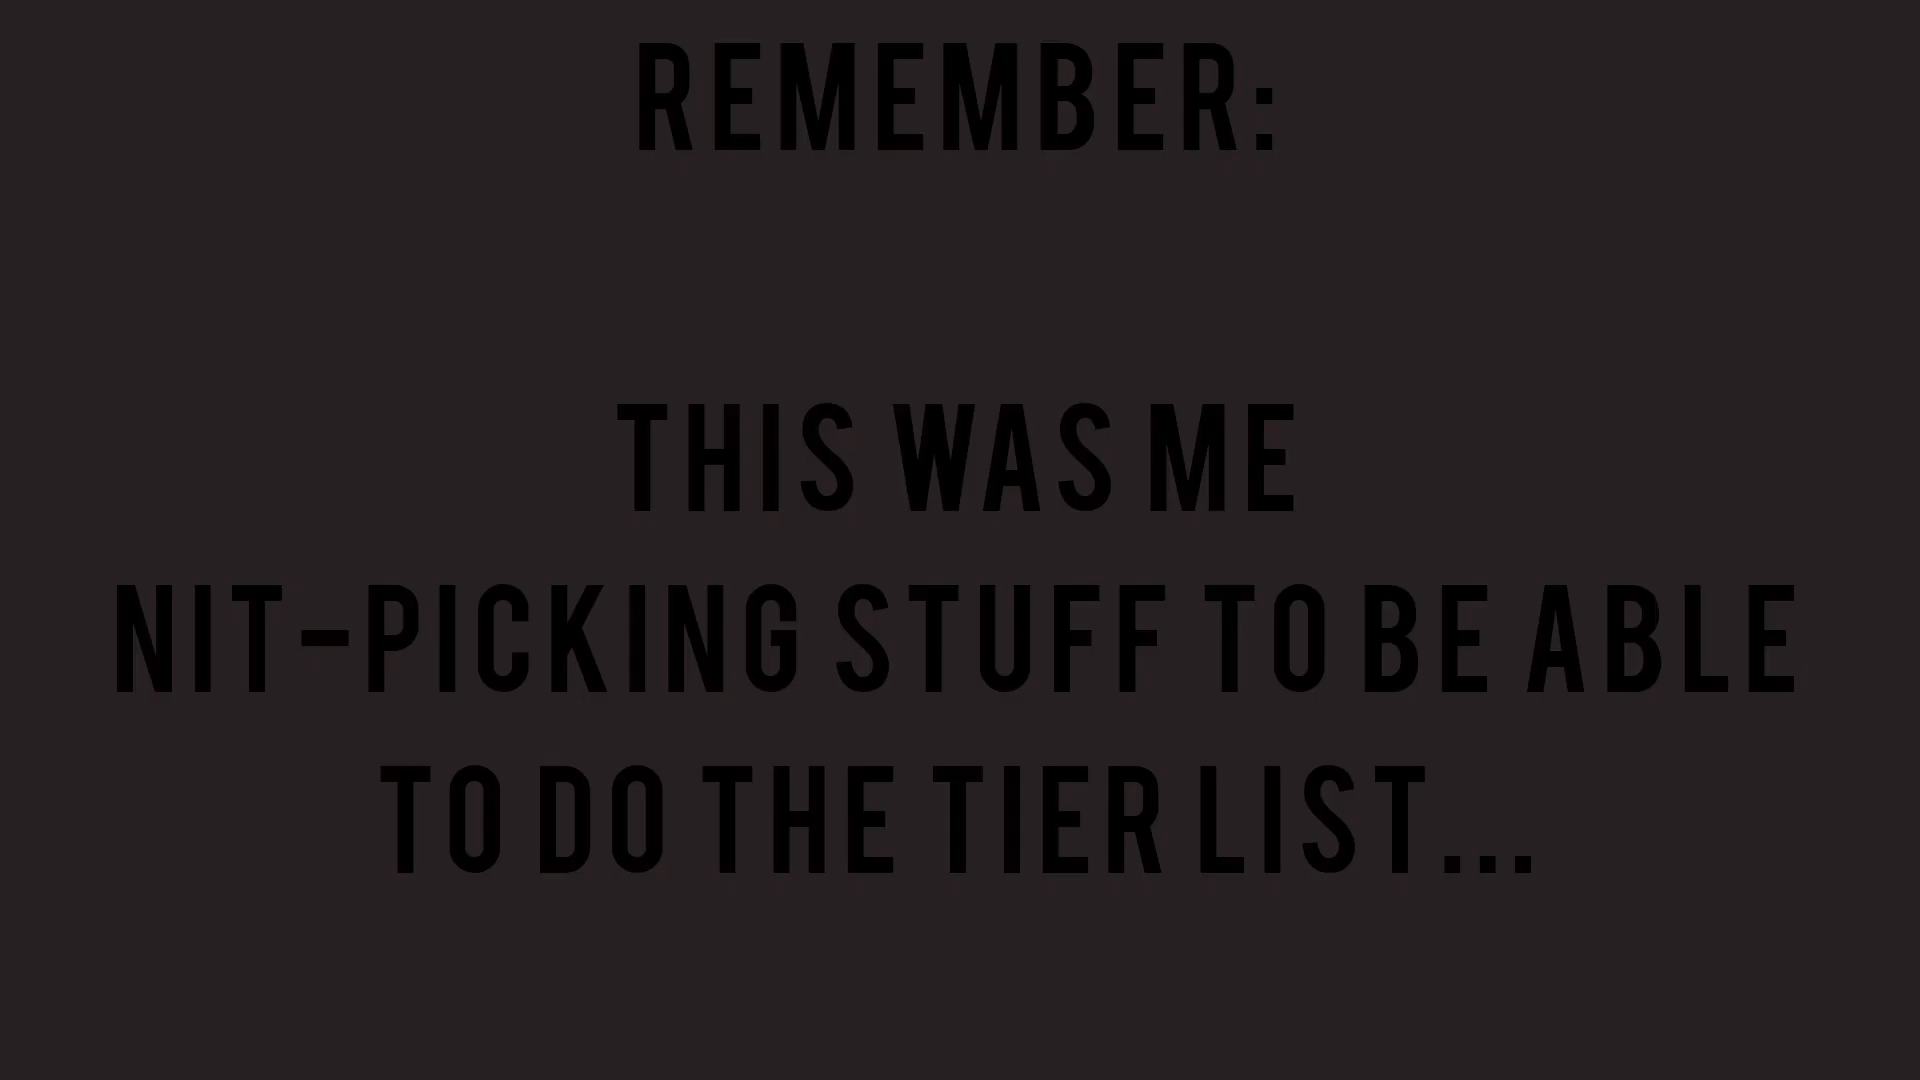 REMEMBER:
THIS WAS ME
NIT-PICKING STUFF TO BE ABLE
TO DO THE TIER LIST...